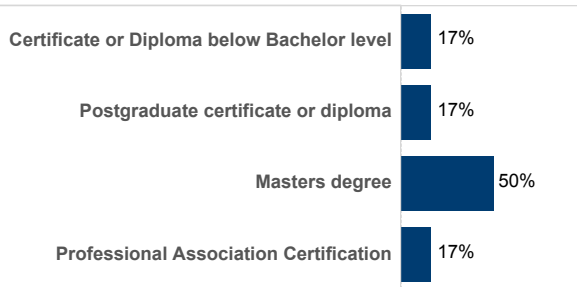 Certificate or Diploma below Bachelor level 17%
Postgraduate certificate or diploma 17%
Masters degree 50%
Professional Association Certification 17%